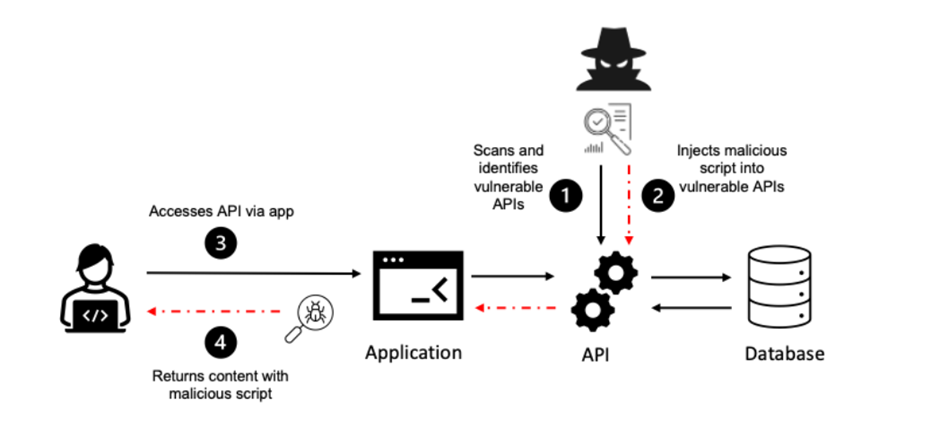 Scans and
identifies
vulnerable
APIs
1
2
Injects malicious
script into
vulnerable APIs
Accesses API via app
3
</>
4
Returns content with
malicious script
Application
API
Database